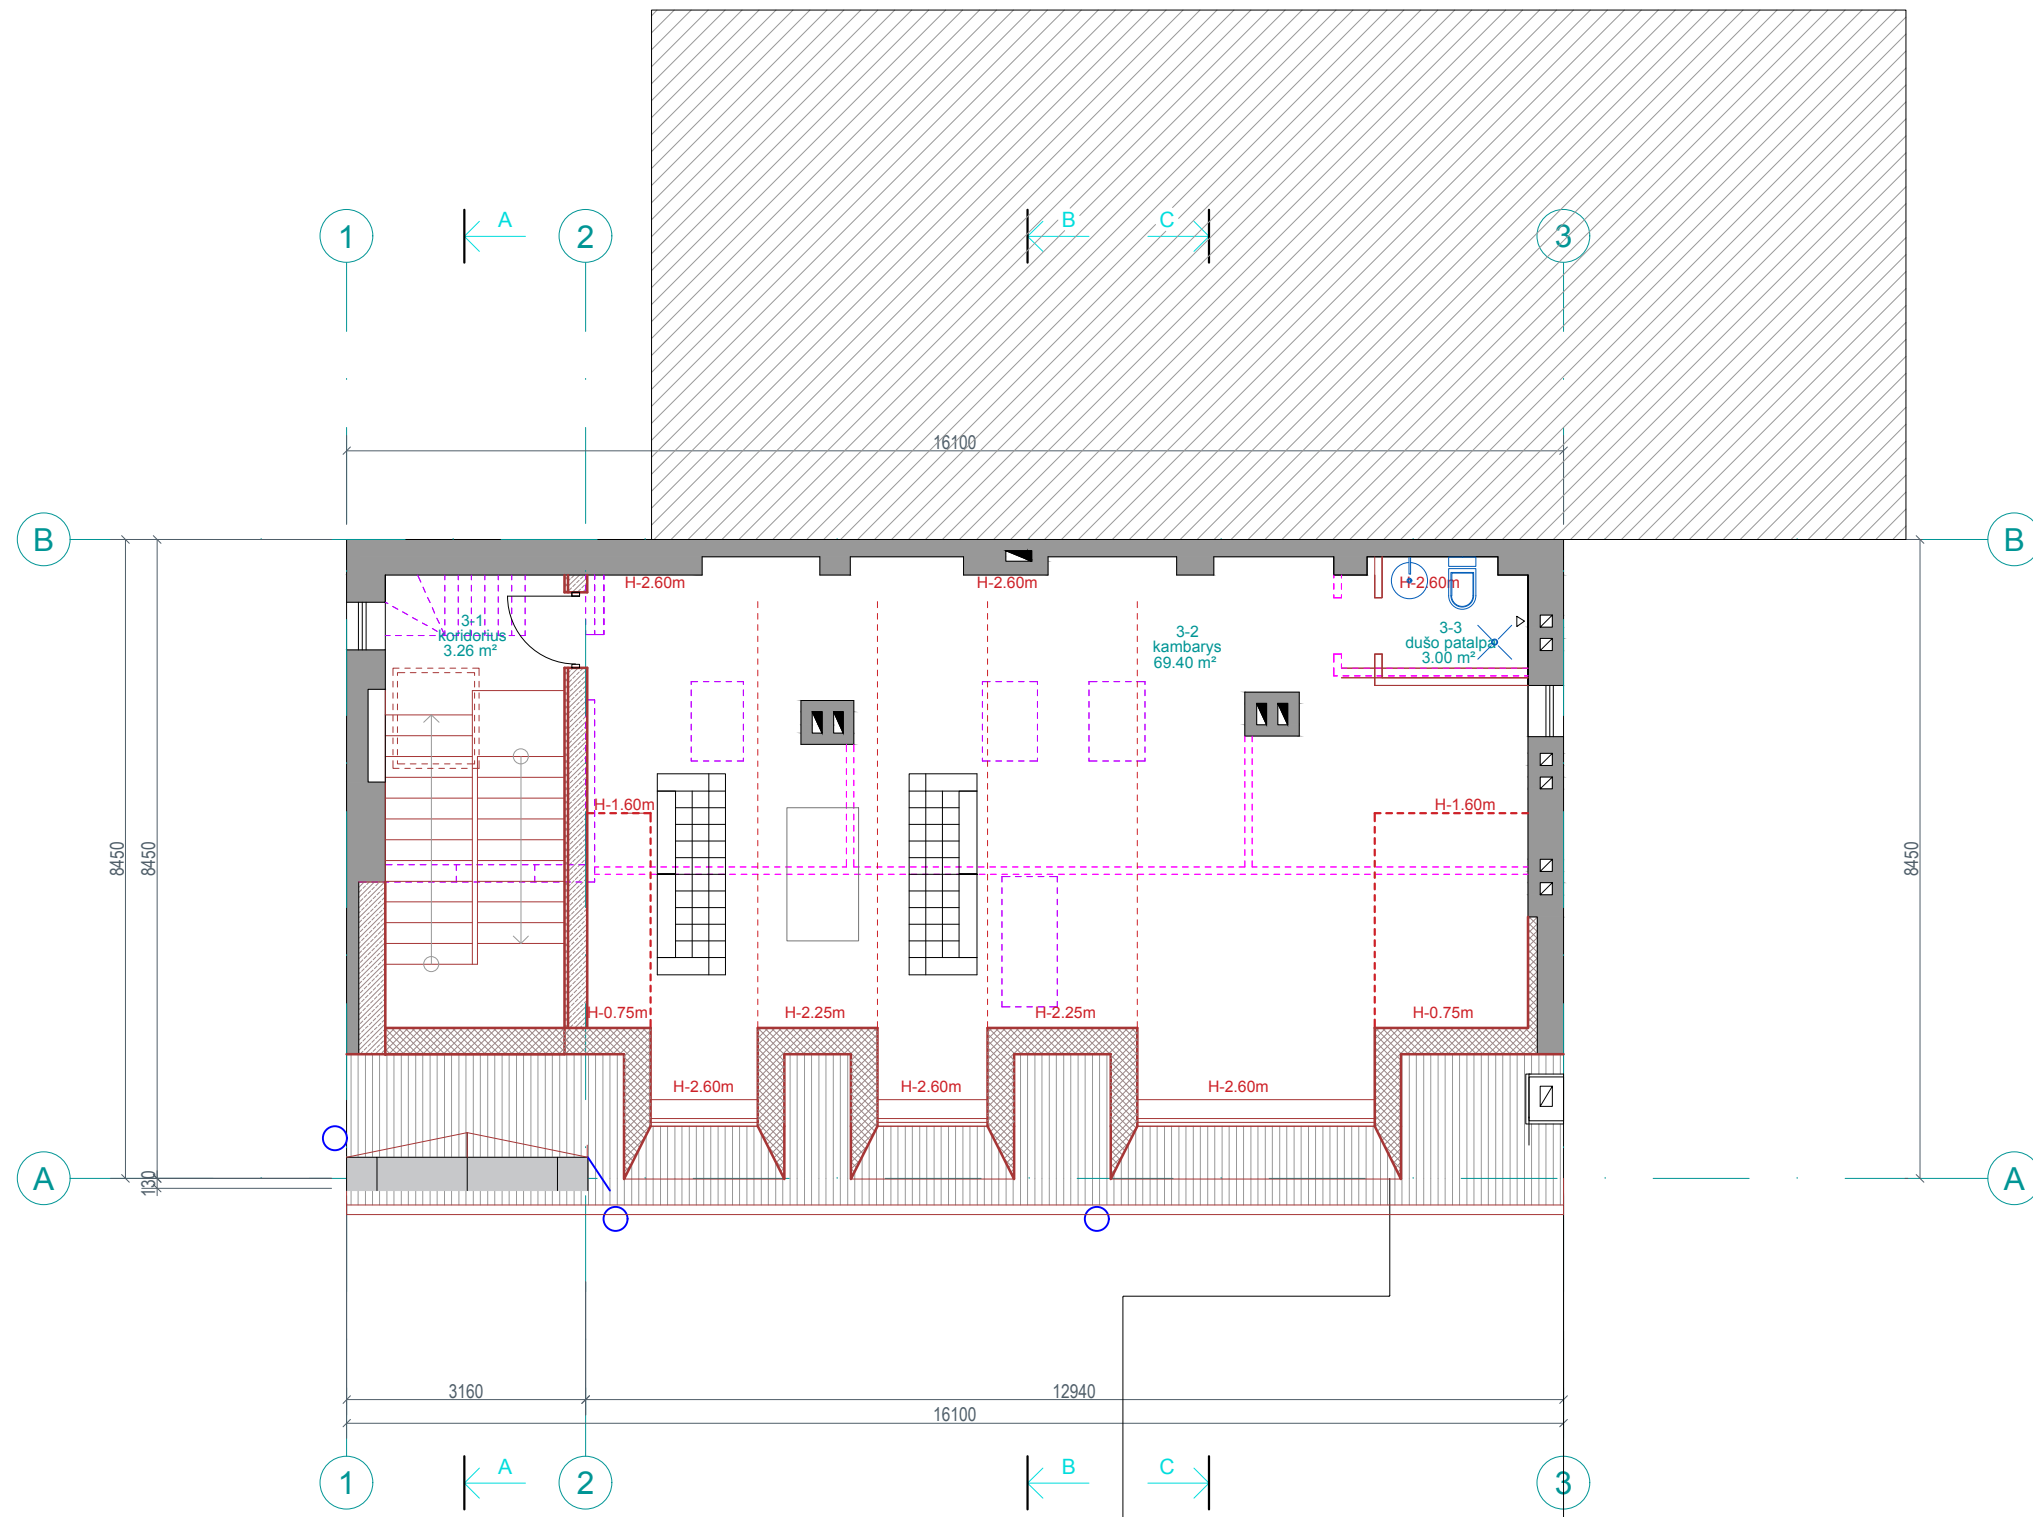 1
A
2
B
C
3
16100
B
B
H-2.60m
H-2.60m
H-2.60m
3-1
koridorius
3.26 m²
3-2
kambarys
69.40 m²
3-3
dušo patalpa
3.00 m²
H-1.60m
H-1.60m
8450
8450
8450
H-0.75m
H-2.25m
H-2.25m
H-0.75m
H-2.60m
H-2.60m
H-2.60m
A
130
A
3160
12940
16100
1
A
2
B
C
3